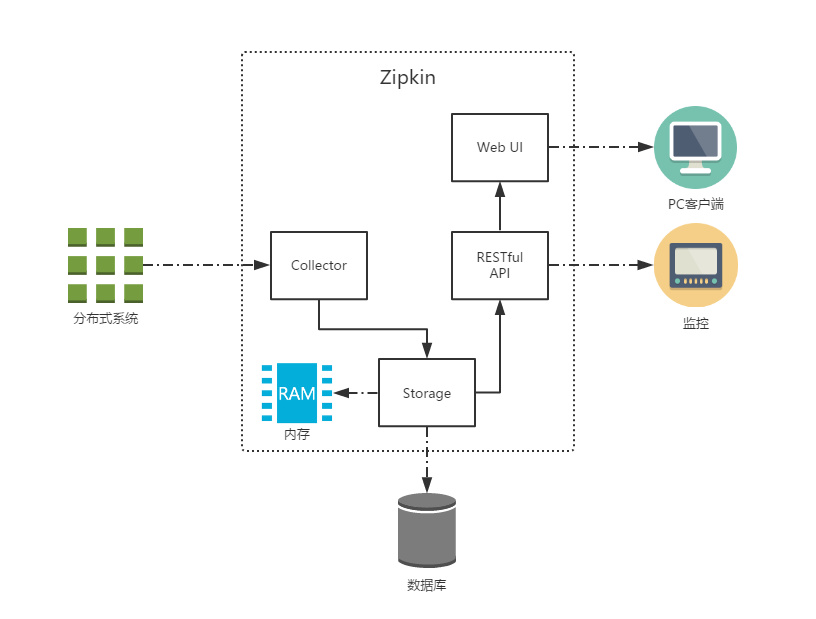 Zipkin
Web UI
PC客户端
分布式系统
Collector
RESTful
API
监控
RAM
内存
Storage
数据库